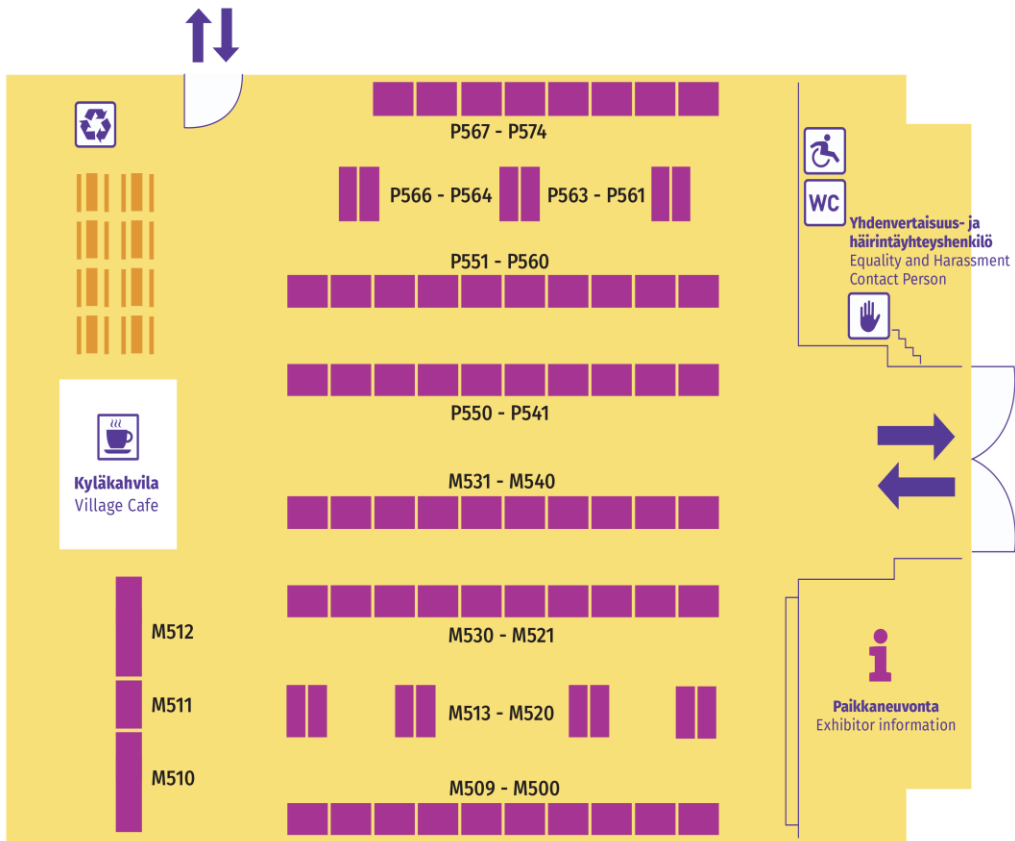 P567 - P574
P566 - P564
P563 - P561
WC
Yhdenvertaisuus- ja
häirintäyhteyshenkilö
Equality and Harassment
Contact Person
P551 - P560
P550 - P541
Kyläkahvila
Village Cafe
M531 - M540
M512
M530 - M521
M511
M513 - M520
Paikkaneuvonta
Exhibitor information
M510
M509 - M500